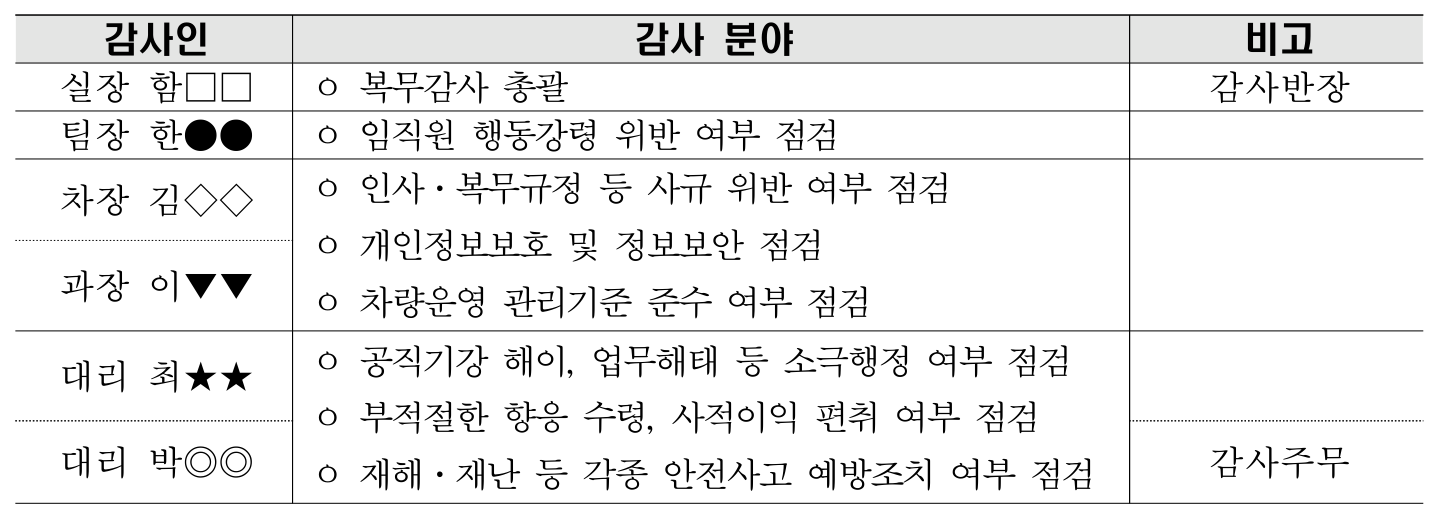 감사인 감사 분야 비고
실장 함□□ ㅇ 복무감사 총괄 감사반장
팀장 한●● ㅇ 임직원 행동강령 위반 여부 점검
차장 김◇◇ ㅇ 인사·복무규정 등 사규 위반 여부 점검
ㅇ 개인정보보호 및 정보보안 점검
과장 이▼▼ ㅇ 차량운영 관리기준 준수 여부 점검
대리 최★★ ㅇ 공직기강 해이, 업무해태 등 소극행정 여부 점검
ㅇ 부적절한 향응 수령, 사적이익 편취 여부 점검
대리 박◎◎ ㅇ 재해·재난 등 각종 안전사고 예방조치 여부 점검 감사주무